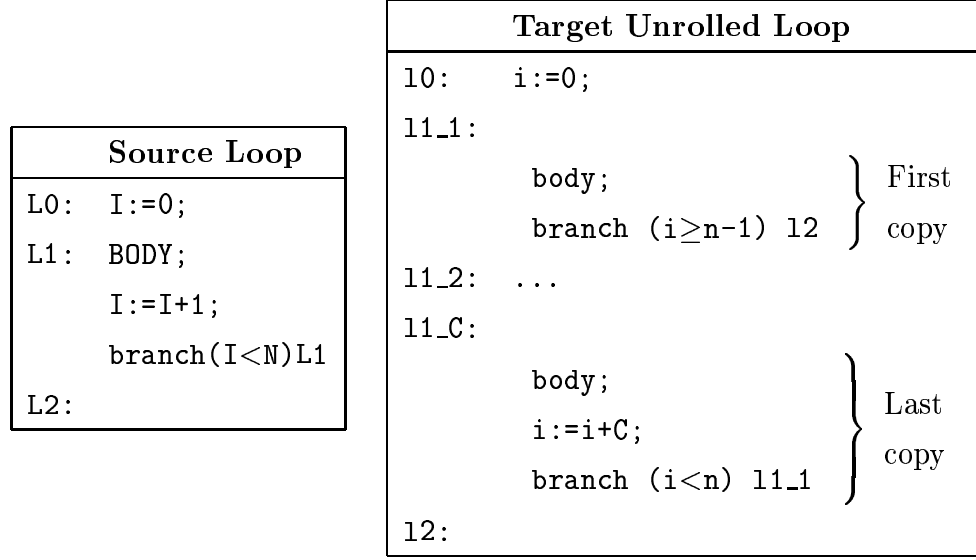 Source Loop
L0: I:=0;
L1: BODY;
I:=I+1;
branch(I<N)L1
L2:
Target Unrolled Loop
l0: i:=0;
l1_1:
body; First
branch (i≥n-1) l2 copy
l1_2: ...
l1_C:
body;
i:=i+C; Last
branch (i<n) l1_1 copy
l2: